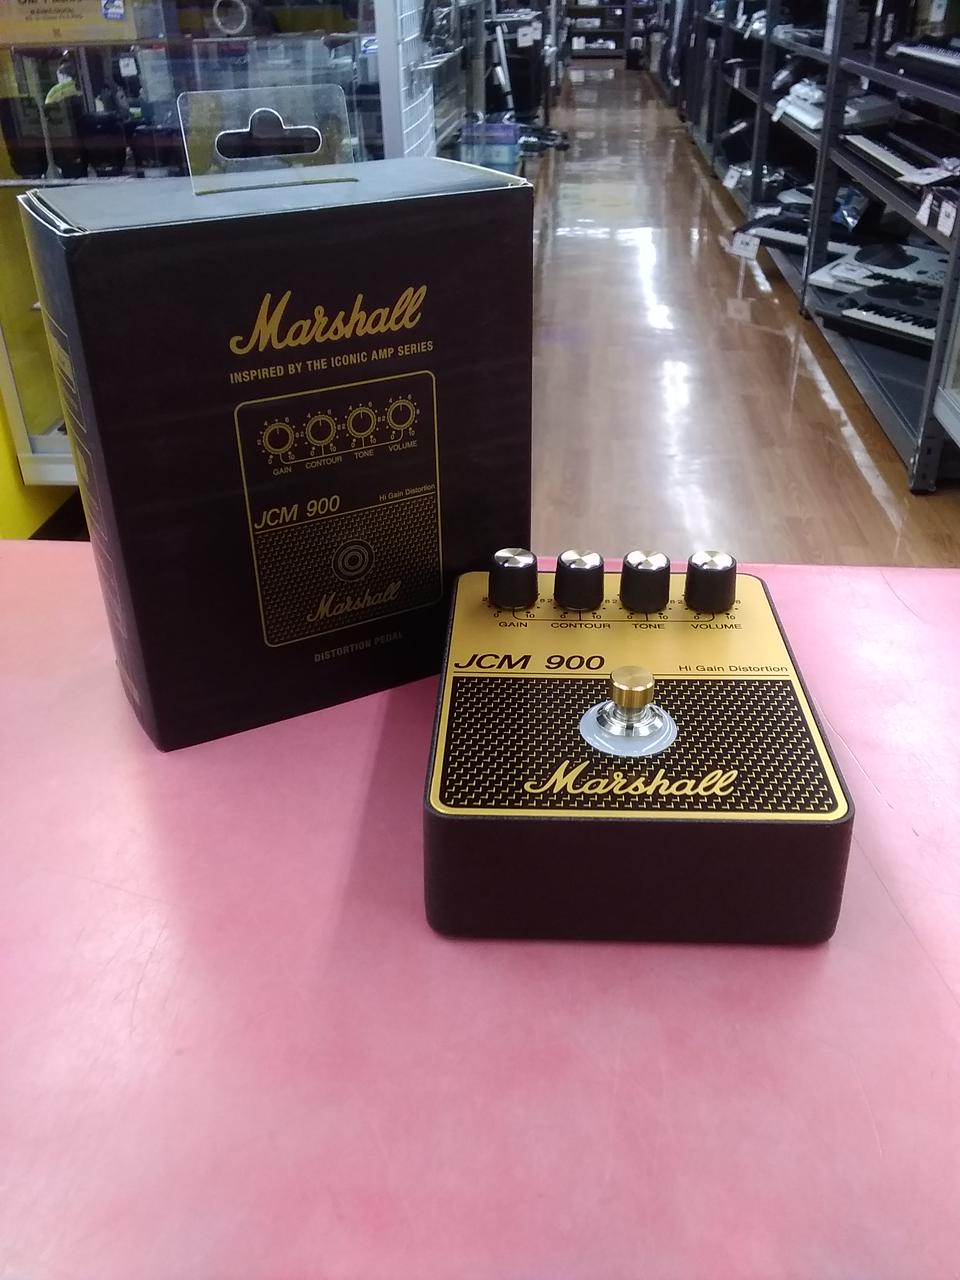 Marshall
INSPIRED BY THE ICONIC AMP SERIES
GAIN CONTOUR TONE VOLUME
JCM 900 Hi Gain Distortion
Marshall
DISTORTION PEDAL
GAIN CONTOUR TONE VOLUME
JCM 900 Hi Gain Distortion
Marshall